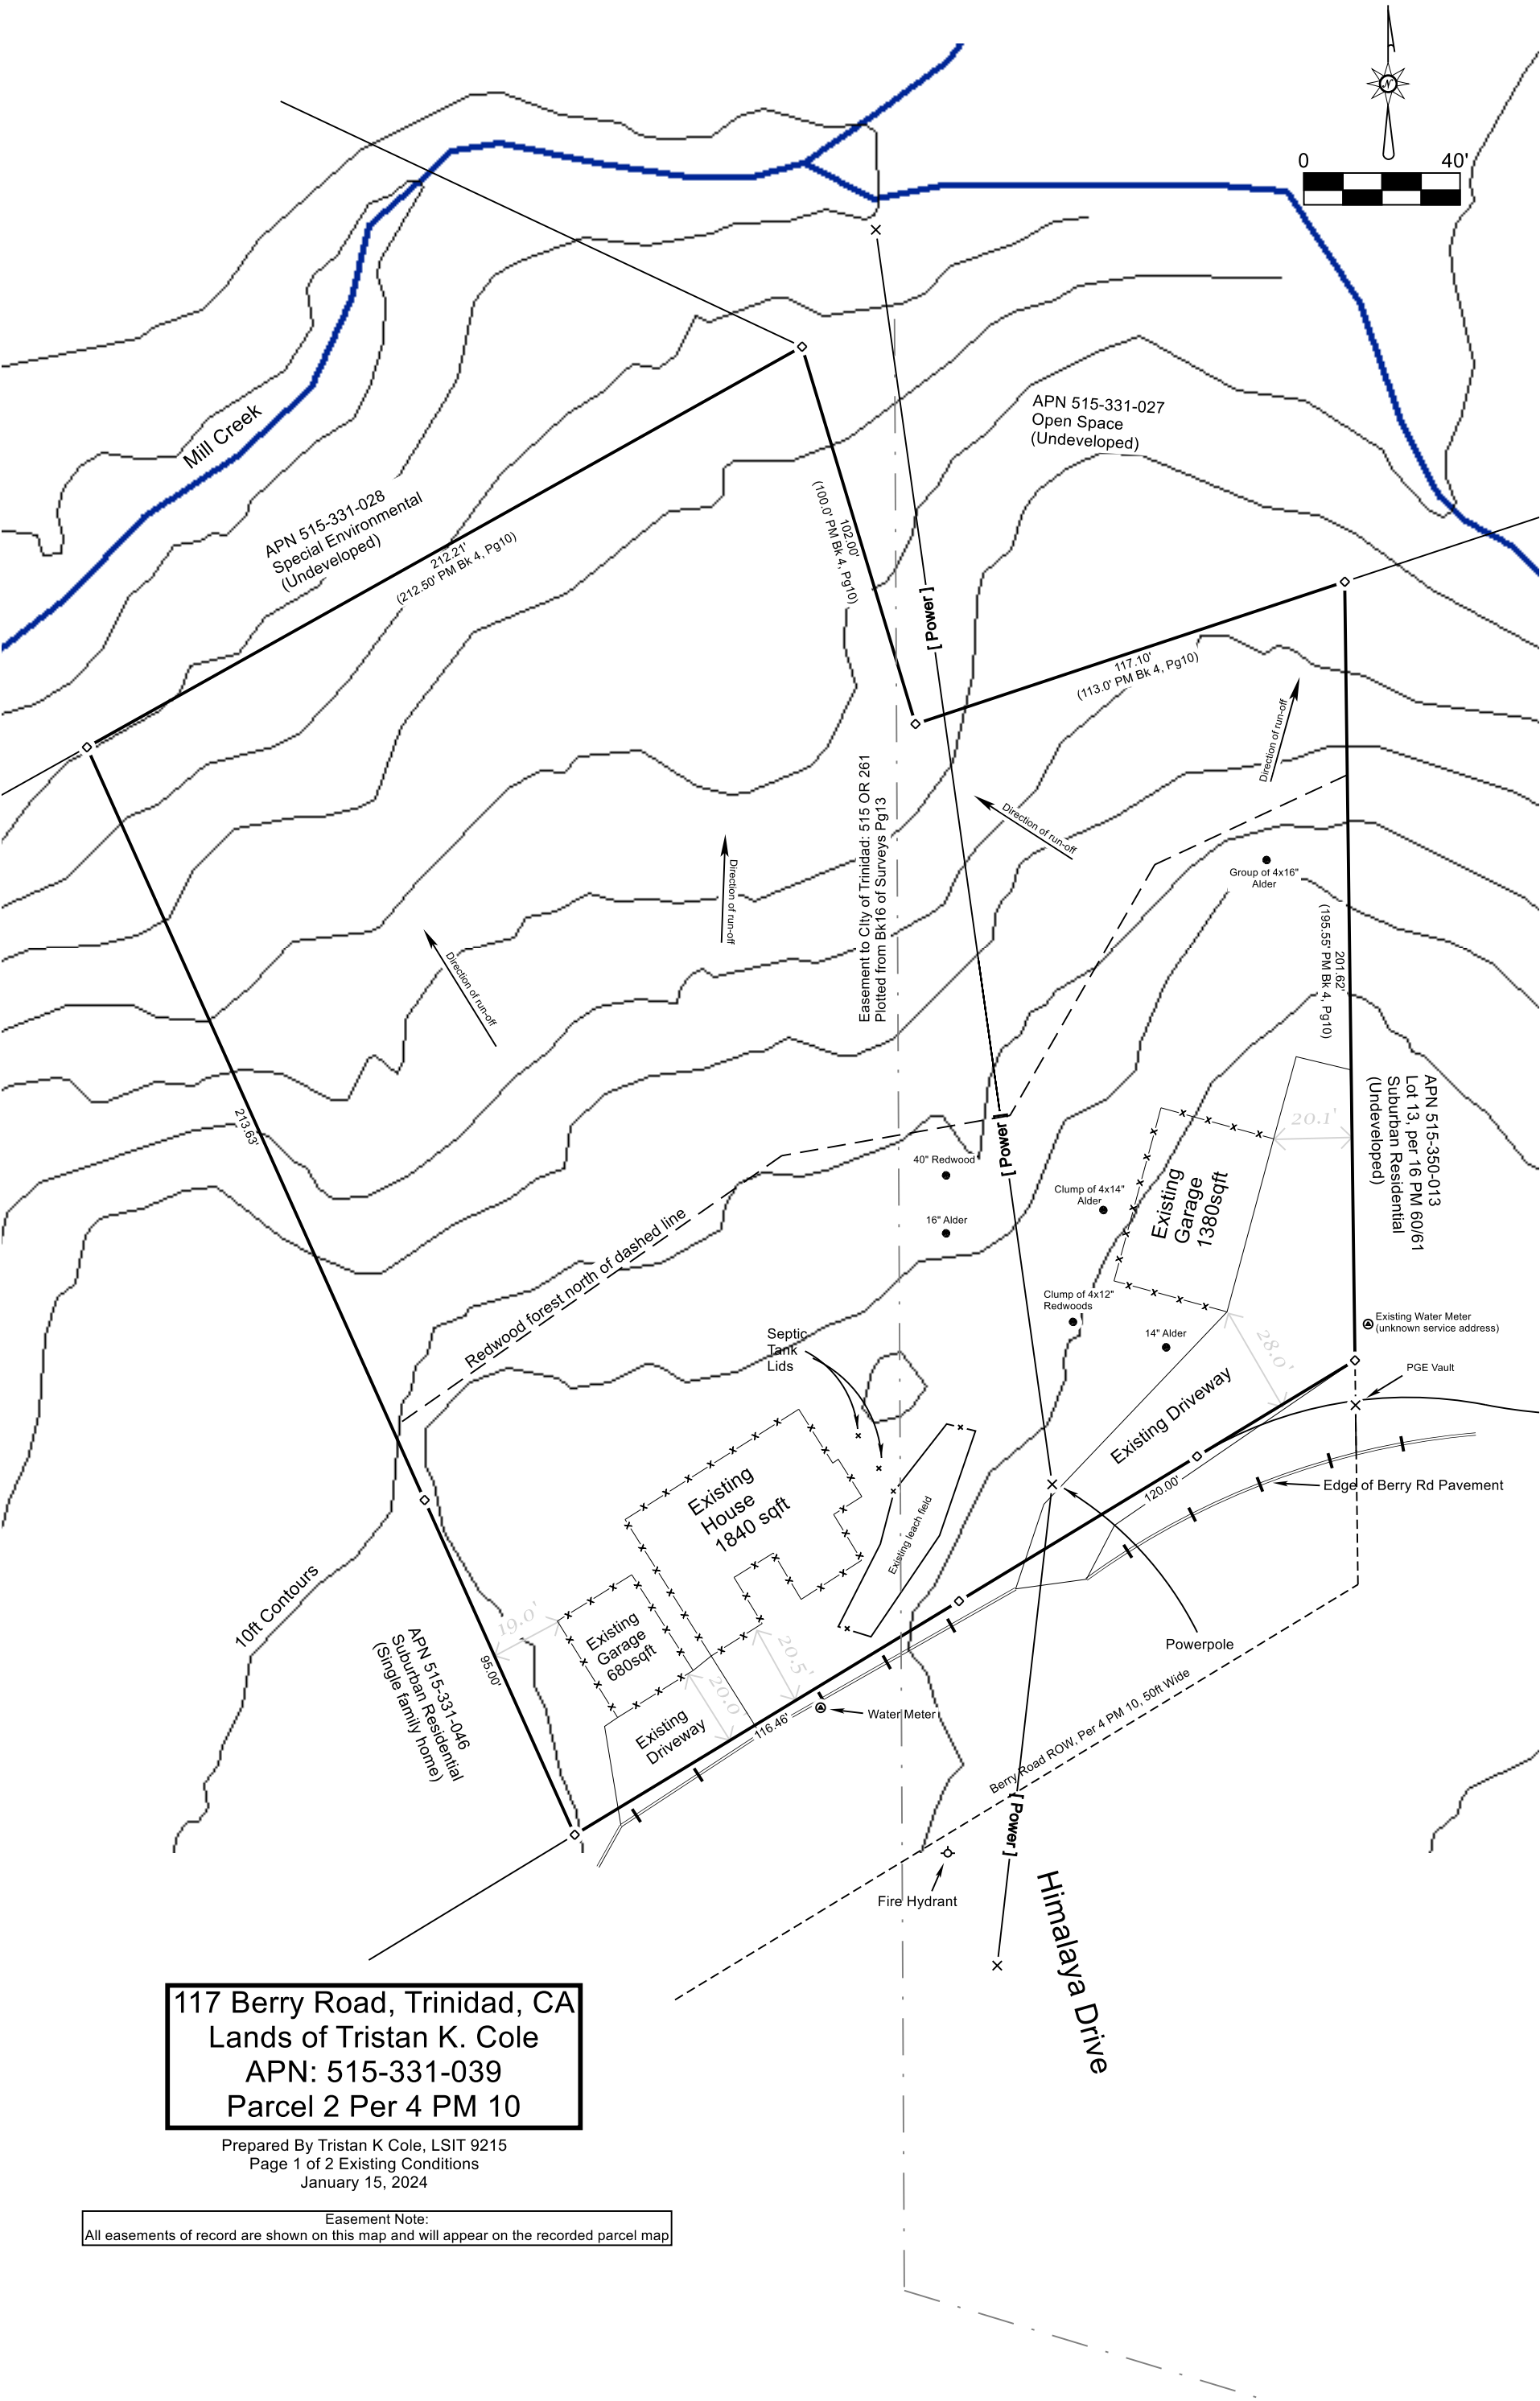 N
0 40'
Mill Creek
APN 515-331-028
Special Environmental
(Undeveloped)
212.21'
(212.50' PM Bk 4, Pg10)
102.00'
(100.0' PM Bk 4, Pg10)
APN 515-331-027
Open Space
(Undeveloped)
[ Power ]
117.10'
(113.0' PM Bk 4, Pg10)
Direction of run-off
Direction of run-off
Direction of run-off
Direction of run-off
Easement to CIty of Trinidad: 515 OR 261
Plotted from Bk16 of Surveys Pg13
Group of 4x16"
Alder
201.62'
(195.55' PM Bk 4, Pg10)
APN 515-350-013
Lot 13, per 16 PM 60/61
Suburban Residential
(Undeveloped)
213.63'
[ Power ]
40" Redwood
16" Alder
Clump of 4x14"
Alder
Existing
Garage
1380sqft
20.1'
Redwood forest north of dashed line
Clump of 4x12"
Redwoods
14" Alder
28.0'
Existing Water Meter
(unknown service address)
PGE Vault
Septic
Tank
Lids
Existing Driveway
Existing
House
1840 sqft
Existing leach field
120.00'
Edge of Berry Rd Pavement
10ft Contours
19.0'
Existing
Garage
680sqft
20.5'
20.0'
APN 515-331-046
Suburban Residential
(Single family home)
95.00'
Existing
Driveway
116.46'
Water Meter
Powerpole
Berry Road ROW, Per 4 PM 10, 50ft Wide
[ Power ]
Fire Hydrant
Himalaya Drive
117 Berry Road, Trinidad, CA
Lands of Tristan K. Cole
APN: 515-331-039
Parcel 2 Per 4 PM 10
Prepared By Tristan K Cole, LSIT 9215
Page 1 of 2 Existing Conditions
January 15, 2024
Easement Note:
All easements of record are shown on this map and will appear on the recorded parcel map